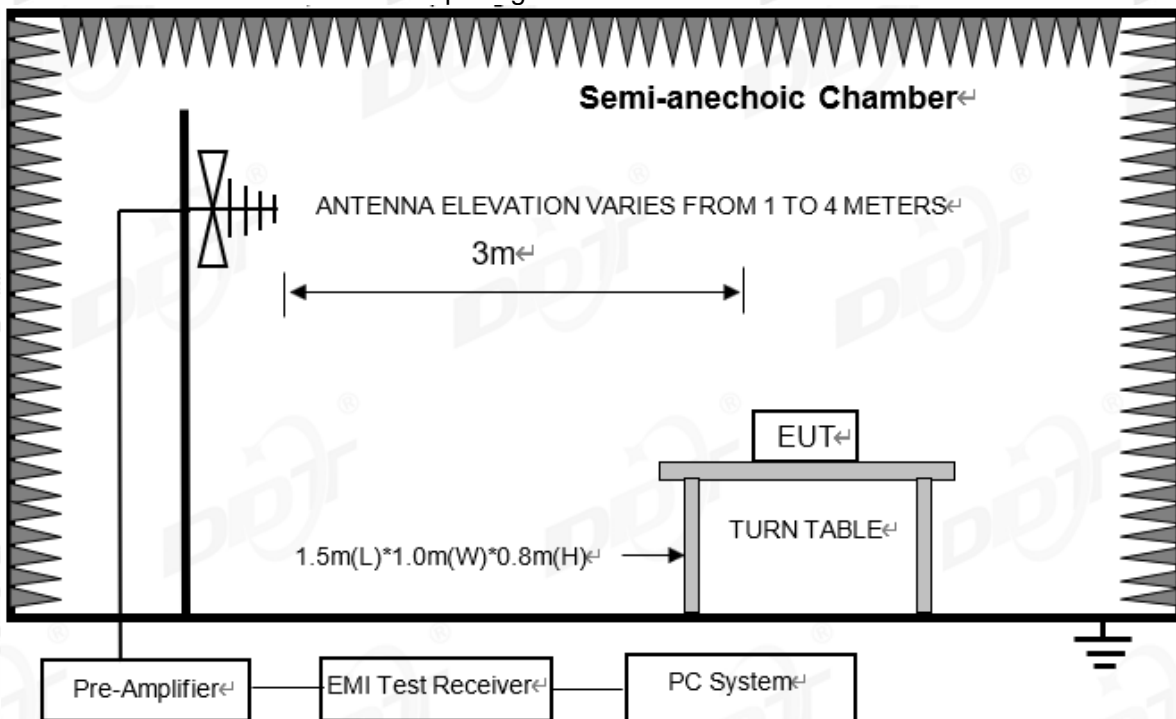 Semi-anechoic Chamber↵
ANTENNA ELEVATION VARIES FROM 1 TO 4 METERS↵
3m↵
EUT↵
TURN TABLE↵
1.5m(L)*1.0m(W)*0.8m(H)↵
Pre-Amplifier↵
EMI Test Receiver↵
PC System↵
DDT®